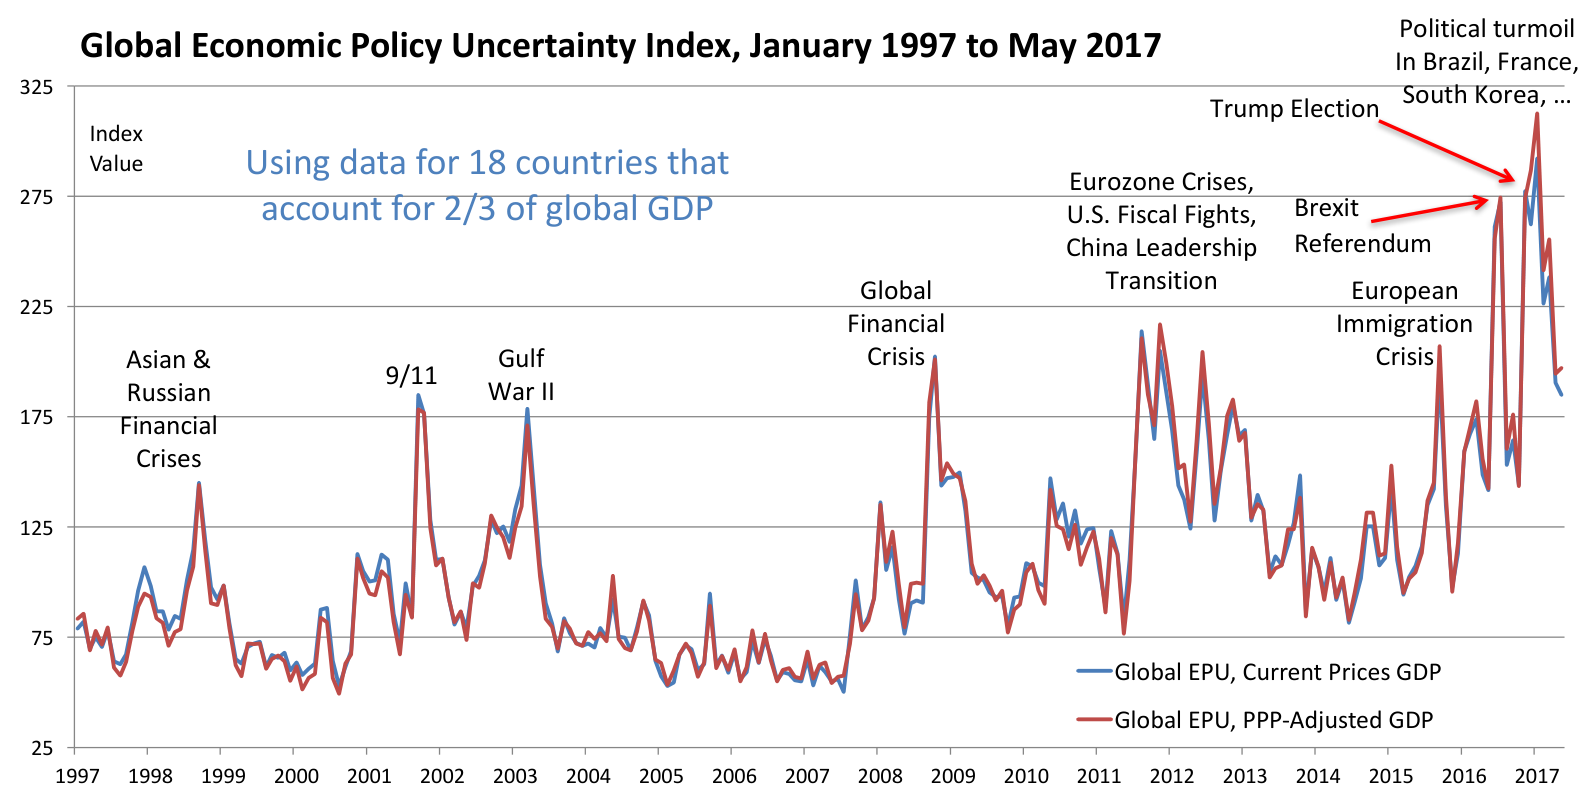 Global Economic Policy Uncertainty Index, January 1997 to May 2017
Political turmoil
In Brazil, France,
South Korea, ...
Trump Election
325
Index
Value
Using data for 18 countries that
account for 2/3 of global GDP
Eurozone Crises,
U.S. Fiscal Fights,
China Leadership
Transition
Brexit
Referendum
275
Global
Financial
Crisis
European
Immigration
Crisis
225
Asian &
Russian
Financial
Crises
9/11
Gulf
War II
175
125
75
Global EPU, Current Prices GDP
Global EPU, PPP-Adjusted GDP
25
1997 1998 1999 2000 2001 2002 2003 2004 2005 2006 2007 2008 2009 2010 2011 2012 2013 2014 2015 2016 2017